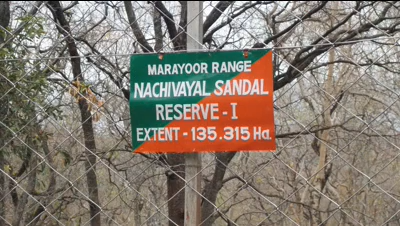 MARAYOOR RANGE
NACHIVAYAL SANDAL
RESERVE - I
EXTENT - 135.315 Ha.